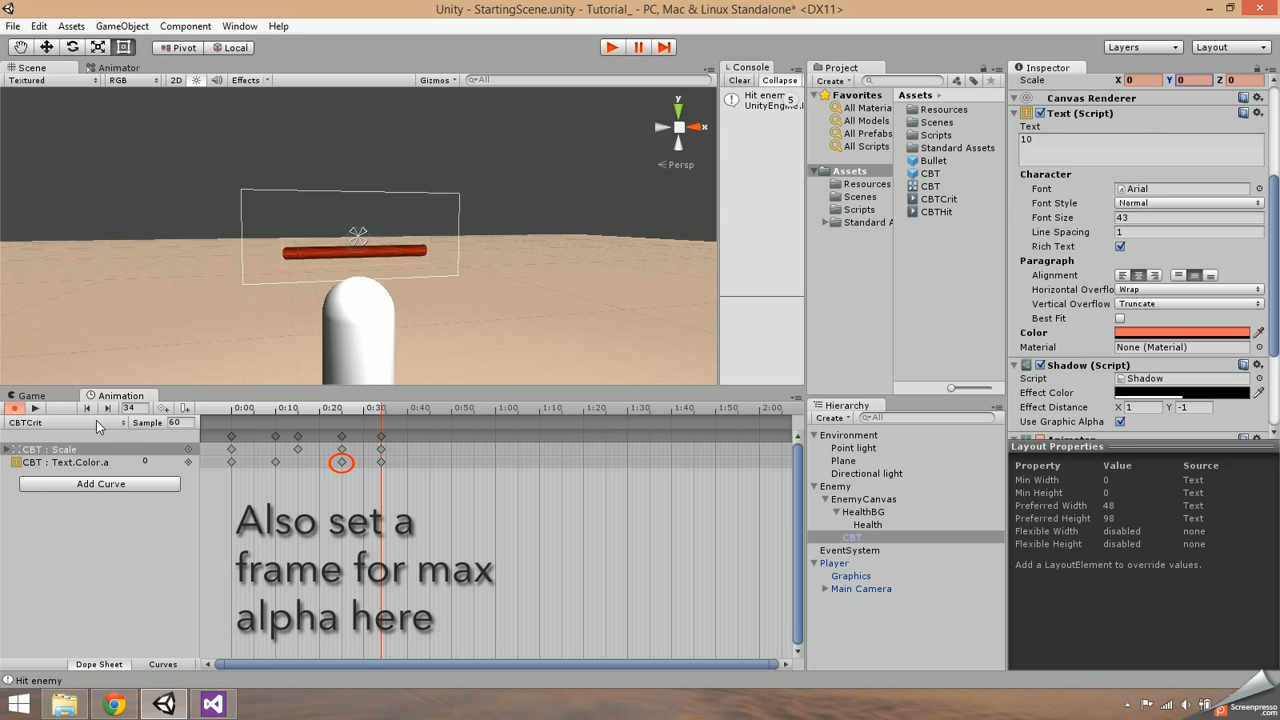 Unity - StartingScene.unity - Tutorial_ - PC, Mac & Linux Standalone* <DX11>
File Edit Assets GameObject Component Window Help
Pivot Local Layers Layout
Scene Animator
Textured RGB 2D Effects Gizmos All
y
x
Persp
Console
Clear Collapse
Hit enem 5
UnityEngine.
Project
Create
Favorites
All Materia
All Models
All Prefabs
All Scripts
Assets
Resources
Scenes
Scripts
Standard A
Assets
Resources
Scenes
Scripts
Standard Assets
Bullet
CBT
CBT
CBTCrit
CBTHit
Inspector
Scale X 0 Y 0 Z 0
Canvas Renderer
Text (Script)
Text
10
Character
Font Arial
Font Style Normal
Font Size 43
Line Spacing 1
Rich Text
Paragraph
Alignment
Horizontal Overflo Wrap
Vertical Overflow Truncate
Best Fit
Color
Material None (Material)
Shadow (Script)
Script Shadow
Effect Color
Effect Distance X 1 Y -1
Use Graphic Alpha
Layout Properties
Property Value Source
Min Width 0 Text
Min Height 0 Text
Preferred Width 48 Text
Preferred Height 98 Text
Flexible Width disabled none
Flexible Height disabled none
Add a LayoutElement to override values.
Game Animation
34 0:00 0:10 0:20 0:30 0:40 0:50 1:00 1:10 1:20 1:30 1:40 1:50 2:00
CBTCrit Sample 60
CBT : Scale
CBT : Text.Color.a 0
Add Curve
Also set a
frame for max
alpha here
Dope Sheet Curves
Hierarchy
Create All
Environment
Point light
Plane
Directional light
Enemy
EnemyCanvas
HealthBG
Health
CBT
EventSystem
Player
Graphics
Main Camera
Hit enemy
Screenpresso.com